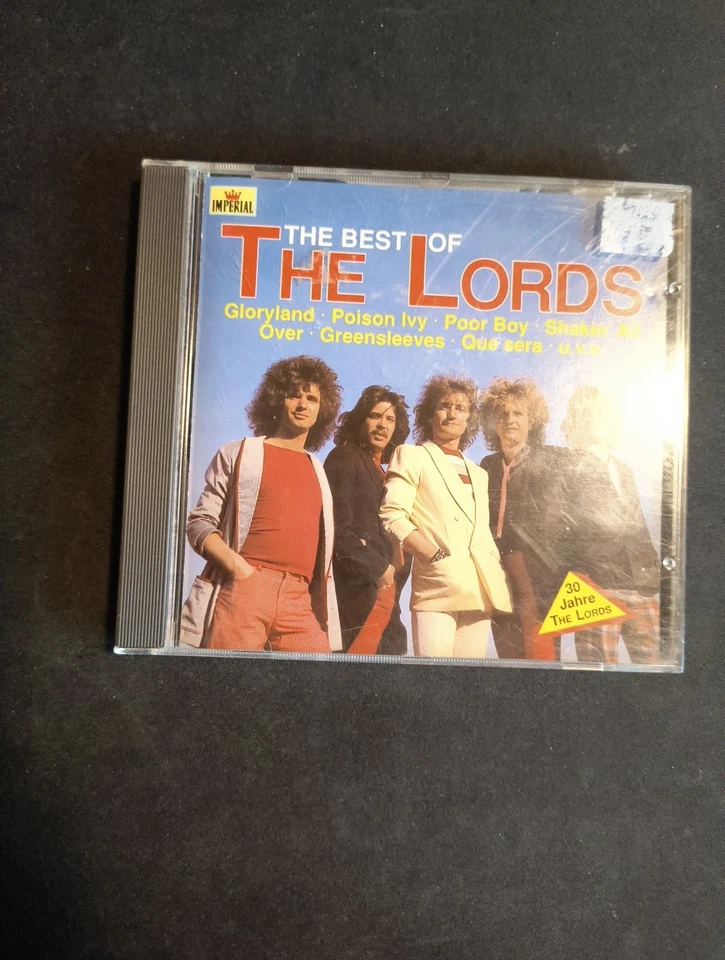 IMPERIAL
THE BEST OF
THE LORDS
Gloryland · Poison Ivy · Poor Boy · Shakin' All
Over · Greensleeves · Que sera · u.v.a.
30
Jahre
THE LORDS